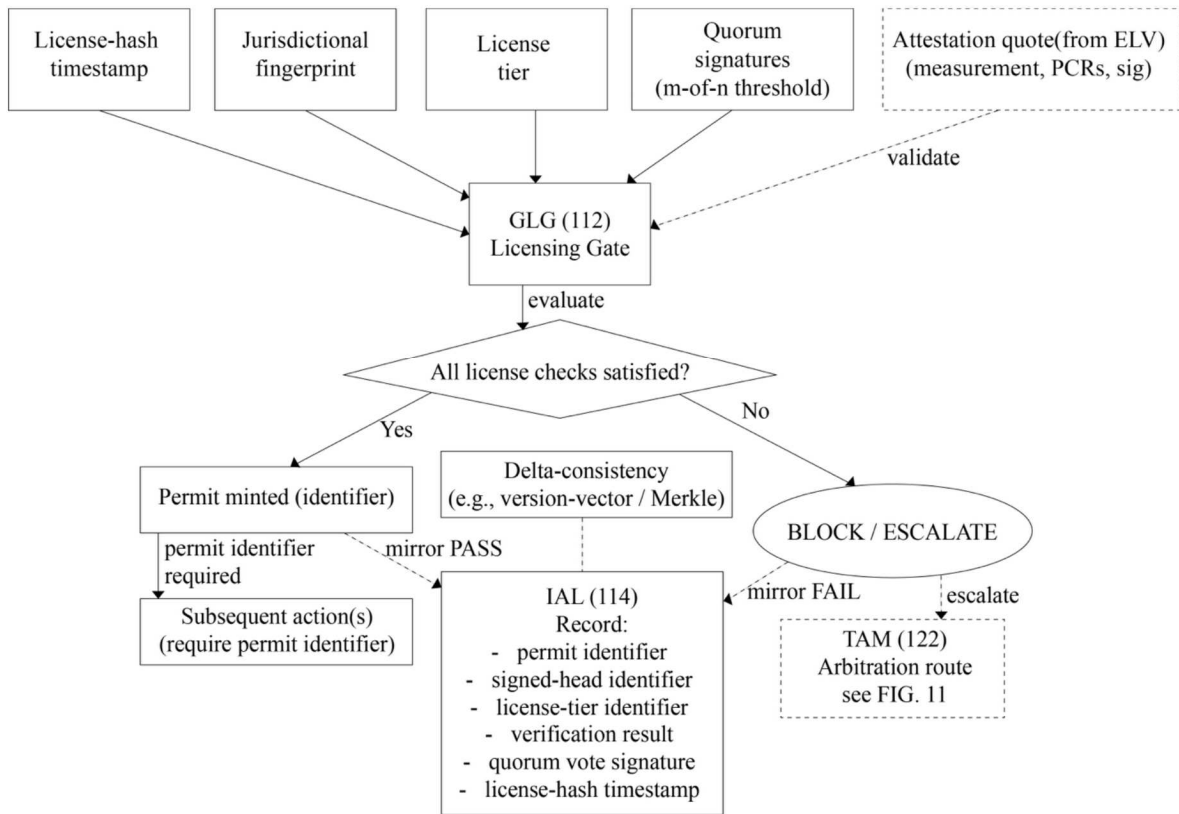 License-hash
timestamp
Jurisdictional
fingerprint
License
tier
Quorum
signatures
(m-of-n threshold)
Attestation quote(from ELV)
(measurement, PCRs, sig)
validate
GLG (112)
Licensing Gate
evaluate
All license checks satisfied?
Yes
No
Permit minted (identifier)
Delta-consistency
(e.g., version-vector / Merkle)
BLOCK / ESCALATE
permit identifier
required
mirror PASS
mirror FAIL
escalate
Subsequent action(s)
(require permit identifier)
IAL (114)
Record:
- permit identifier
- signed-head identifier
- license-tier identifier
- verification result
- quorum vote signature
- license-hash timestamp
TAM (122)
Arbitration route
see FIG. 11